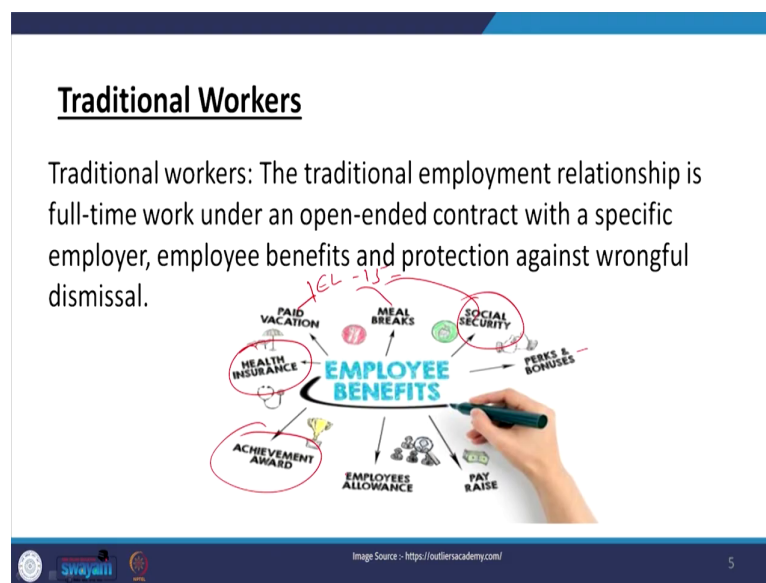 Traditional Workers
Traditional workers: The traditional employment relationship is
full-time work under an open-ended contract with a specific
employer, employee benefits and protection against wrongful
dismissal.
EL - 15 -
PAID
VACATION
MEAL
BREAKS
SOCIAL
SECURITY
HEALTH
INSURANCE
PERKS &
BONUSES
EMPLOYEE
BENEFITS
ACHIEVEMENT
AWARD
EMPLOYEES
ALLOWANCE
PAY
RAISE
Image Source :- https://outliersacademy.com/
swayam
5